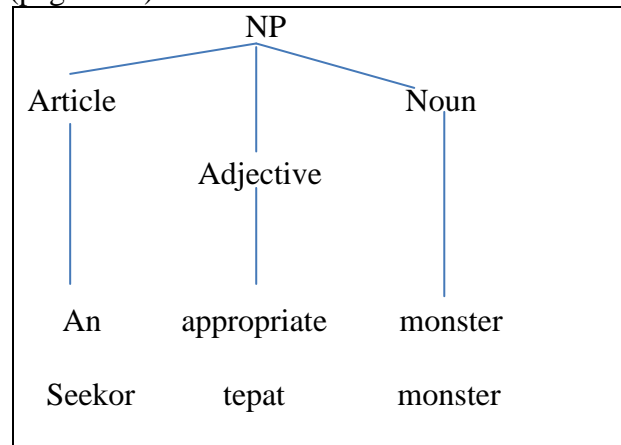 NP
Article Noun
Adjective
An appropriate monster
Seekor tepat monster